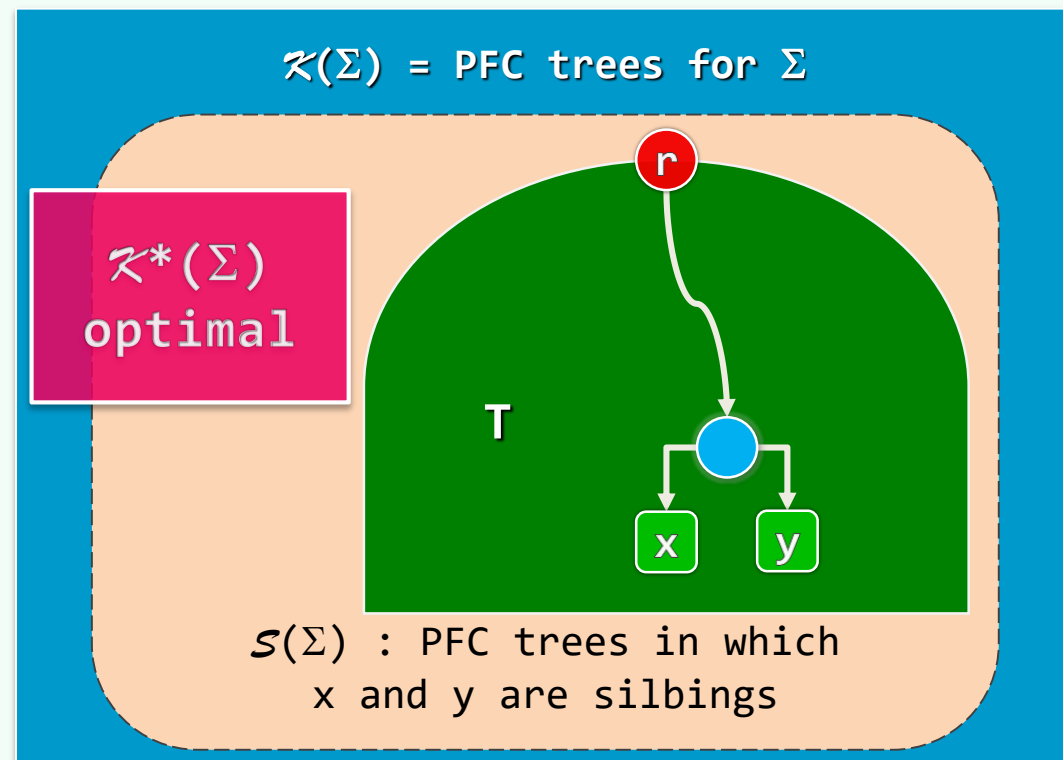 𝒦(Σ) = PFC trees for Σ
r
𝒦*(Σ)
optimal
T
x
y
𝒮(Σ) : PFC trees in which
x and y are silbings